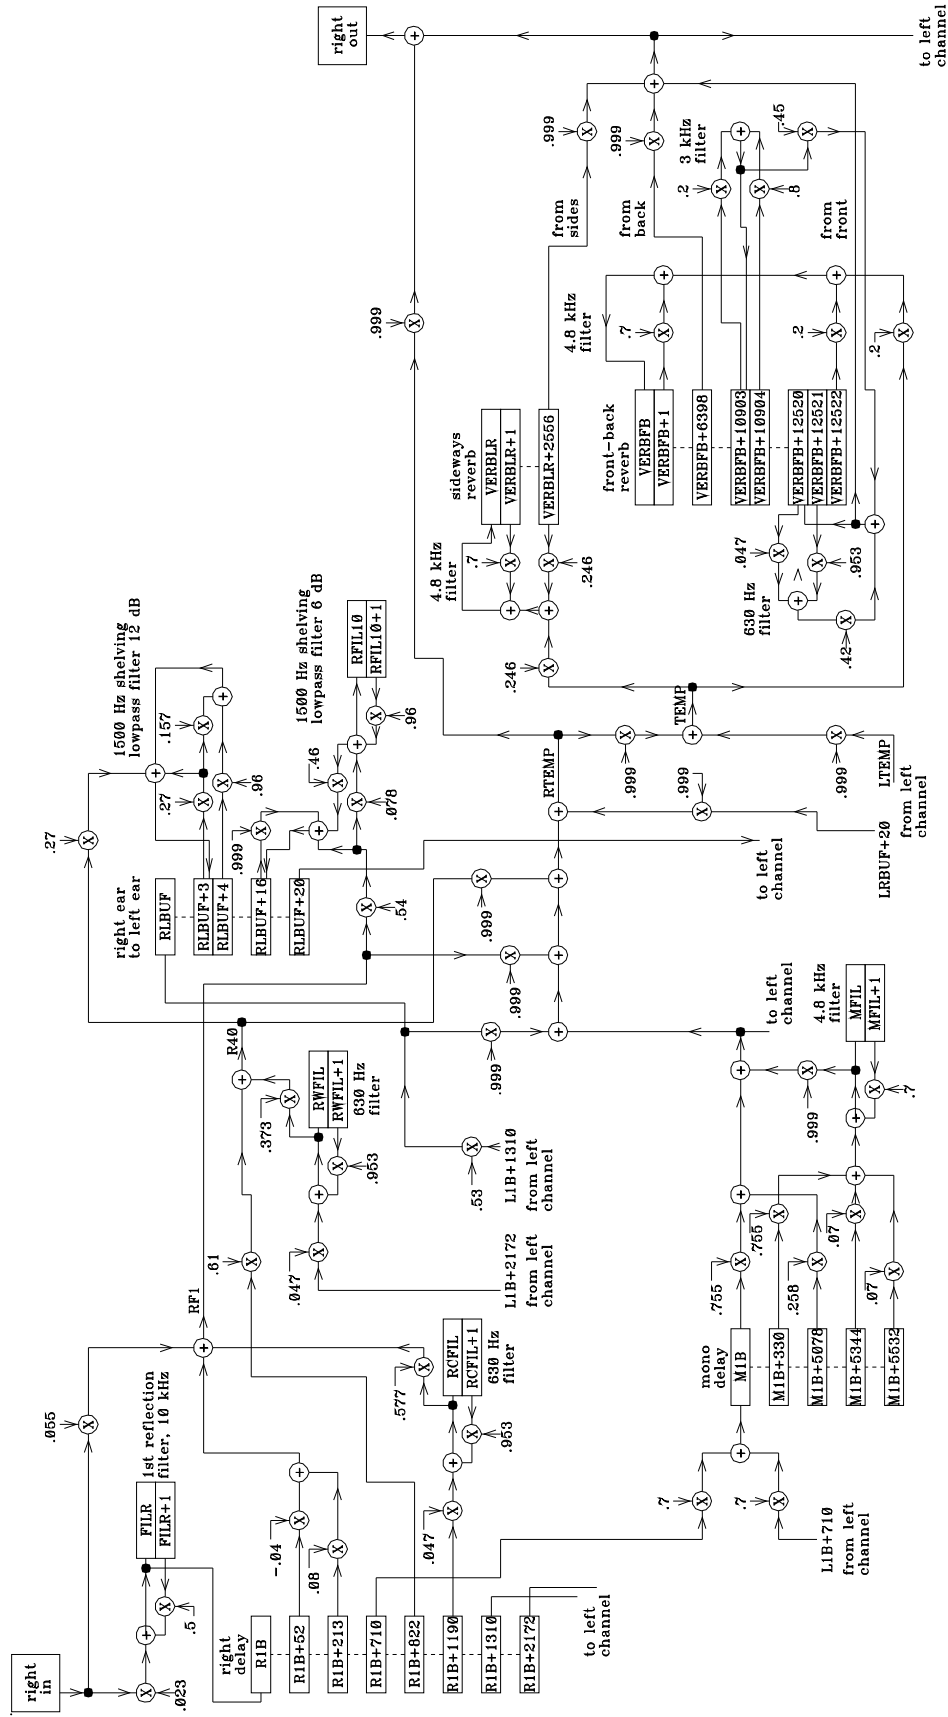 right
in
.023
FILR
FILR+1
1st reflection
filter, 10 kHz
.5
.055
right
delay
R1B
R1B+52
R1B+213
R1B+710
R1B+822
R1B+1190
R1B+1310
R1B+2172
to left
channel
-.04
.08
.047
RCFIL
RCFIL+1
630 Hz
filter
.953
.577
RF1
.61
.047
L1B+2172
from left
channel
RWFIL
RWFIL+1
630 Hz
filter
.953
.373
R40
.53
L1B+1310
from left
channel
.7
.7
L1B+710
from left
channel
mono
delay
M1B
M1B+330
M1B+5078
M1B+5344
M1B+5532
.755
.755
.258
.07
.07
.999
MFIL
MFIL+1
4.8 kHz
filter
.7
to left
channel
.999
.999
.999
.27
right ear
to left ear
RLBUF
RLBUF+3
RLBUF+4
RLBUF+16
RLBUF+20
.27
.157
.96
1500 Hz shelving
lowpass filter 12 dB
.999
.46
.54
.078
.96
RFIL10
RFIL10+1
1500 Hz shelving
lowpass filter 6 dB
to left
channel
RTEMP
.999
LRBUF+20
from left
channel
.999
TEMP
.999
LTEMP
.246
.246
4.8 kHz
filter
.7
sideways
reverb
VERBLR
VERBLR+1
VERBLR+2556
from
sides
.999
.999
front-back
reverb
VERBFB
VERBFB+1
VERBFB+6398
VERBFB+10903
VERBFB+10904
VERBFB+12520
VERBFB+12521
VERBFB+12522
4.8 kHz
filter
.7
.2
.2
630 Hz
filter
.047
.953
.42
from
back
.999
3 kHz
filter
.2
.8
.45
from
front
right
out
to left
channel